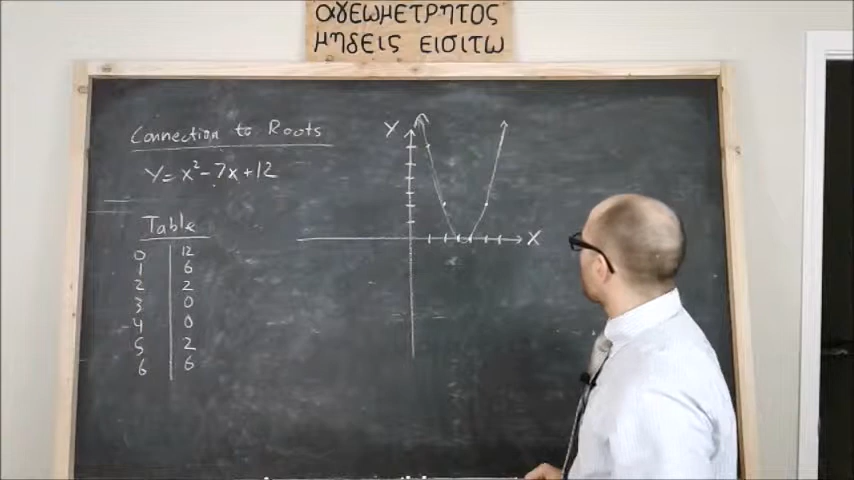 αγεωμετρητος
μηδεις εισιτω
Connection to Roots
Y = x² - 7x + 12
Table
0 12
1 6
2 2
3 0
4 0
5 2
6 6
Y
X